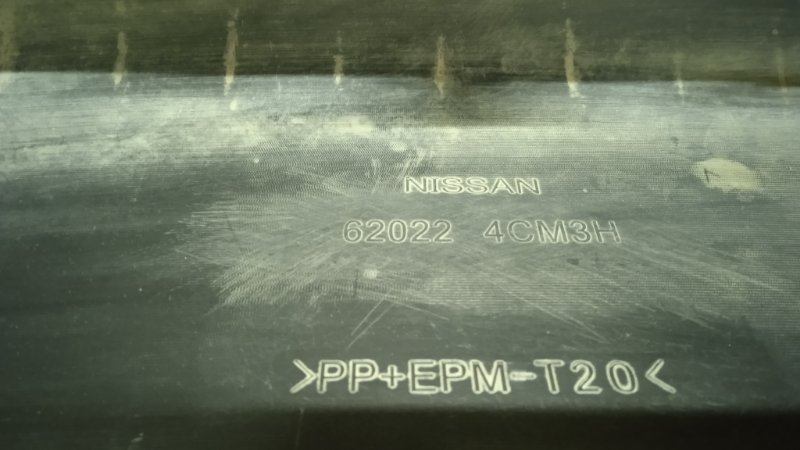 NISSAN
62022 4CM3H
>PP+EPM-T20<